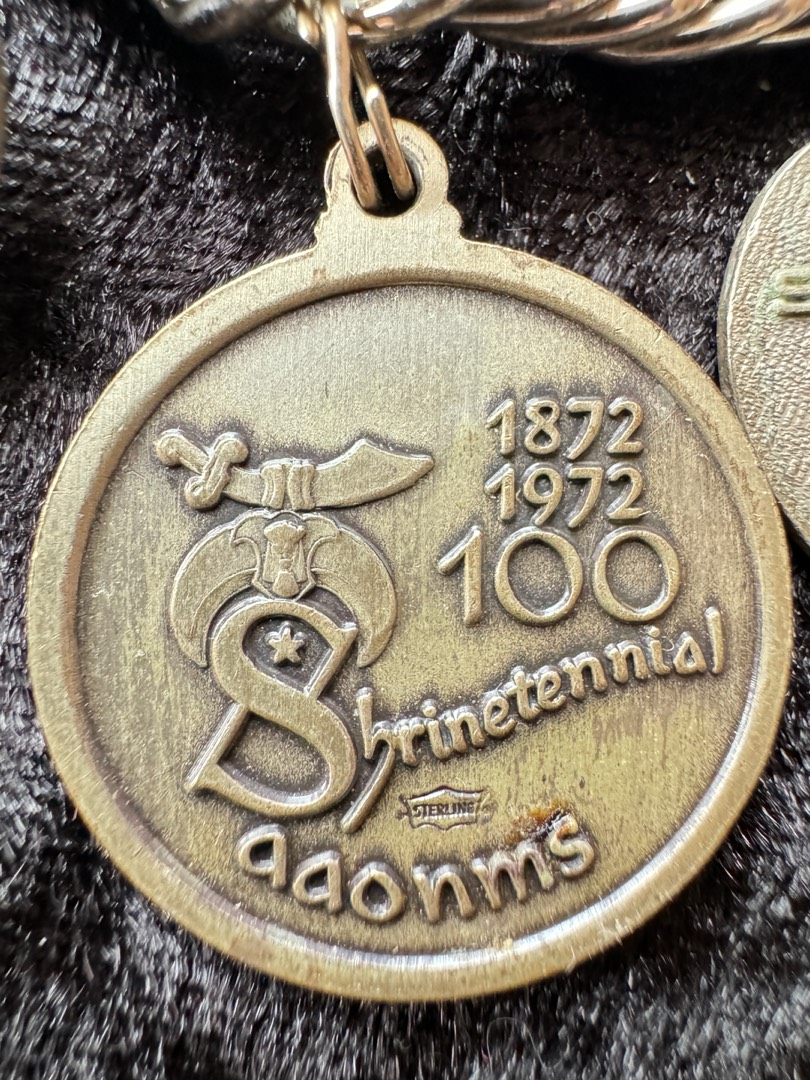 1872
1972
100
Shrinetennial
STERLING
aaonms